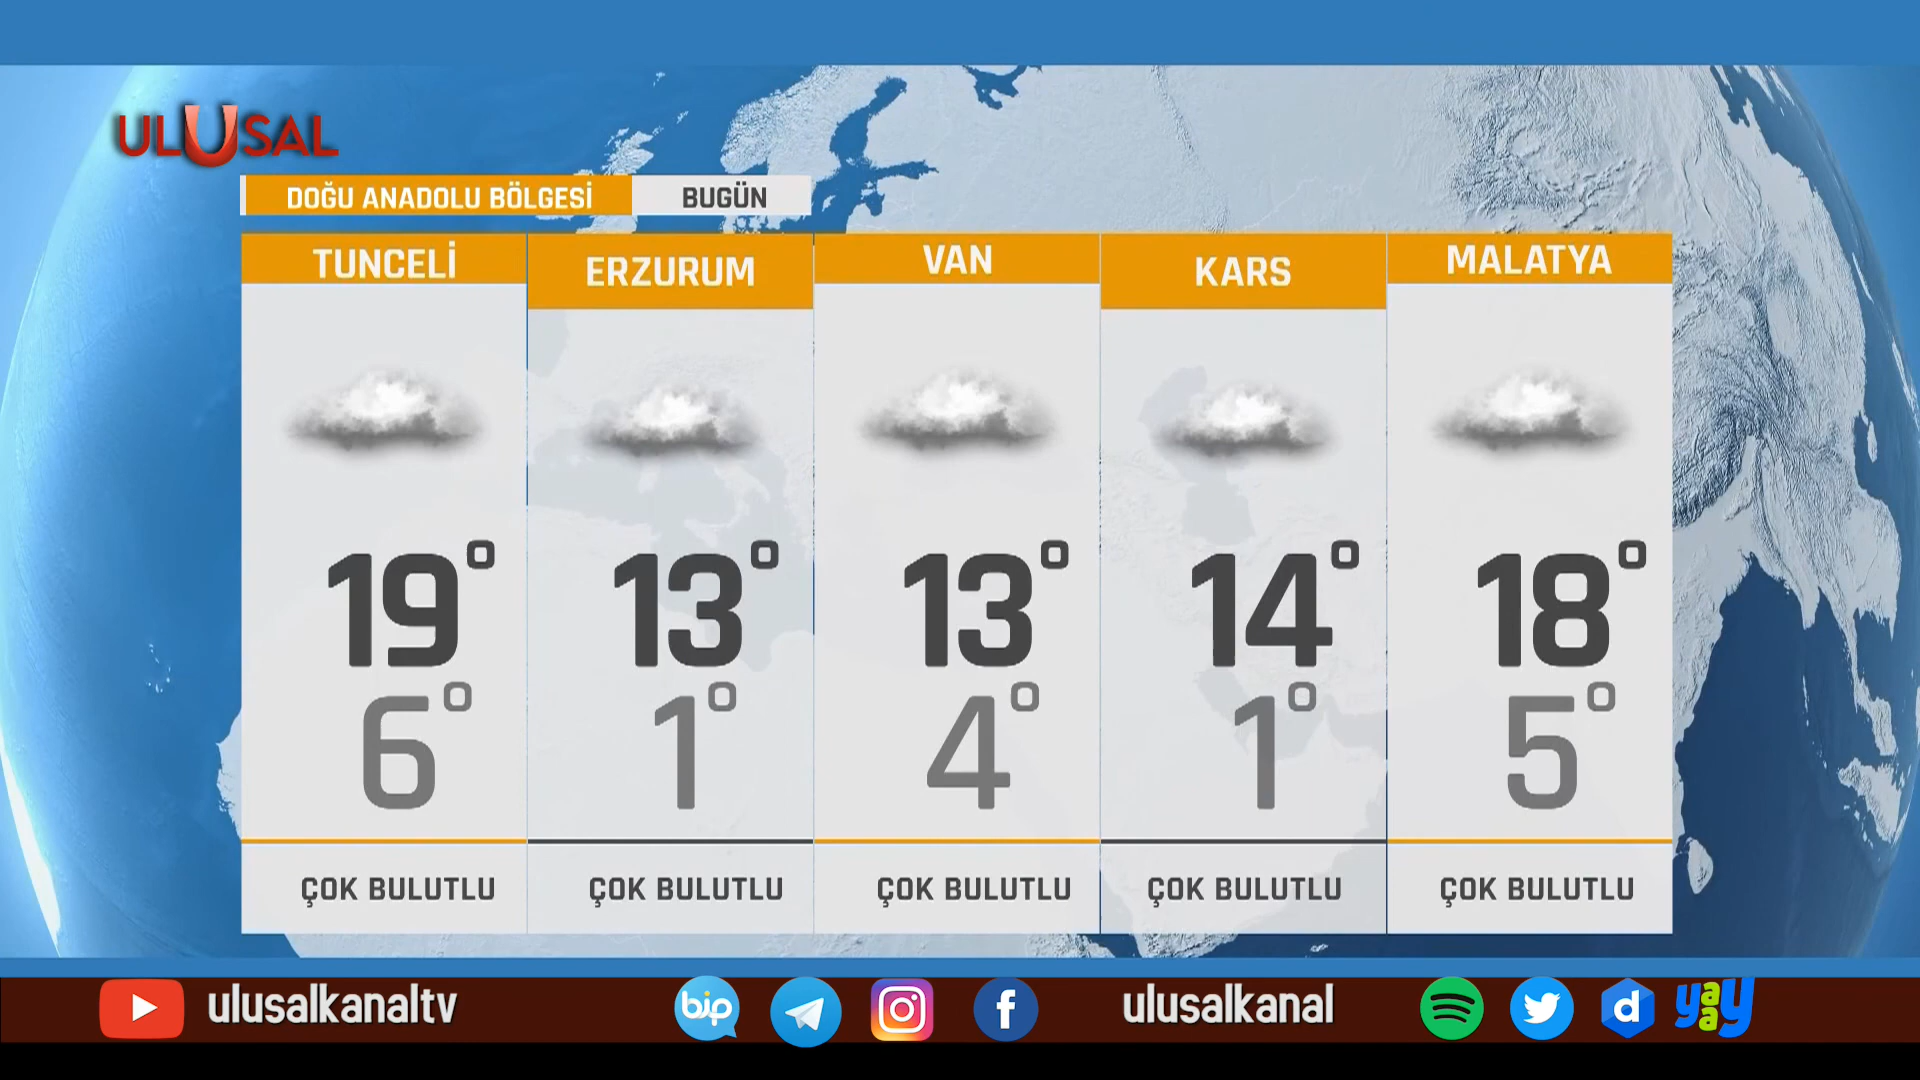 ULUSAL
DOĞU ANADOLU BÖLGESİ BUGÜN
TUNCELİ ERZURUM VAN KARS MALATYA
19° 13° 13° 14° 18°
6° 1° 4° 1° 5°
ÇOK BULUTLU ÇOK BULUTLU ÇOK BULUTLU ÇOK BULUTLU ÇOK BULUTLU
ulusalkanaltv bip f ulusalkanal d yaay